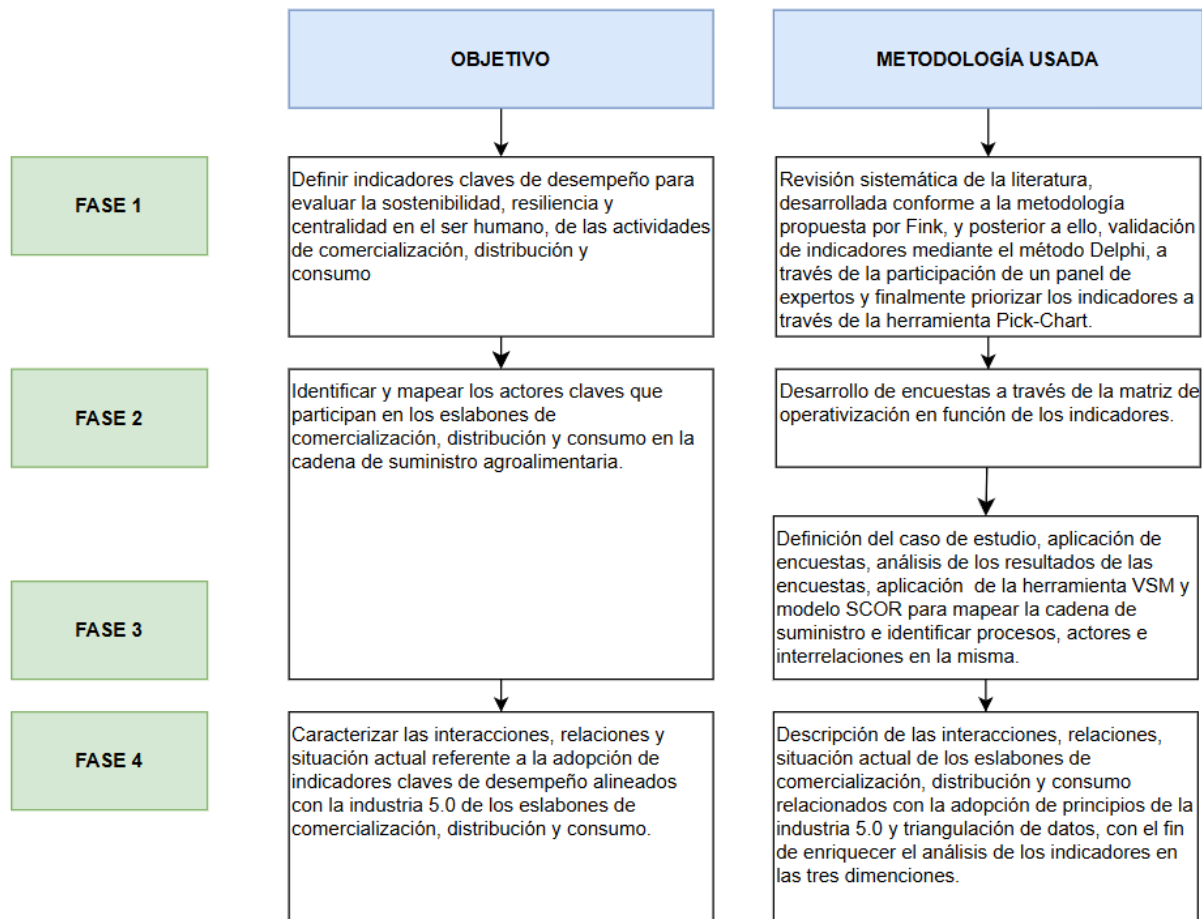 OBJETIVO
METODOLOGÍA USADA
FASE 1
Definir indicadores claves de desempeño para
evaluar la sostenibilidad, resiliencia y
centralidad en el ser humano, de las actividades
de comercialización, distribución y
consumo
Revisión sistemática de la literatura,
desarrollada conforme a la metodología
propuesta por Fink, y posterior a ello, validación
de indicadores mediante el método Delphi, a
través de la participación de un panel de
expertos y finalmente priorizar los indicadores a
través de la herramienta Pick-Chart.
FASE 2
Identificar y mapear los actores claves que
participan en los eslabones de
comercialización, distribución y consumo en la
cadena de suministro agroalimentaria.
Desarrollo de encuestas a través de la matriz de
operativización en función de los indicadores.
FASE 3
Definición del caso de estudio, aplicación de
encuestas, análisis de los resultados de las
encuestas, aplicación de la herramienta VSM y
modelo SCOR para mapear la cadena de
suministro e identificar procesos, actores e
interrelaciones en la misma.
FASE 4
Caracterizar las interacciones, relaciones y
situación actual referente a la adopción de
indicadores claves de desempeño alineados
con la industria 5.0 de los eslabones de
comercialización, distribución y consumo.
Descripción de las interacciones, relaciones,
situación actual de los eslabones de
comercialización, distribución y consumo
relacionados con la adopción de principios de la
industria 5.0 y triangulación de datos, con el fin
de enriquecer el análisis de los indicadores en
las tres dimensiones.